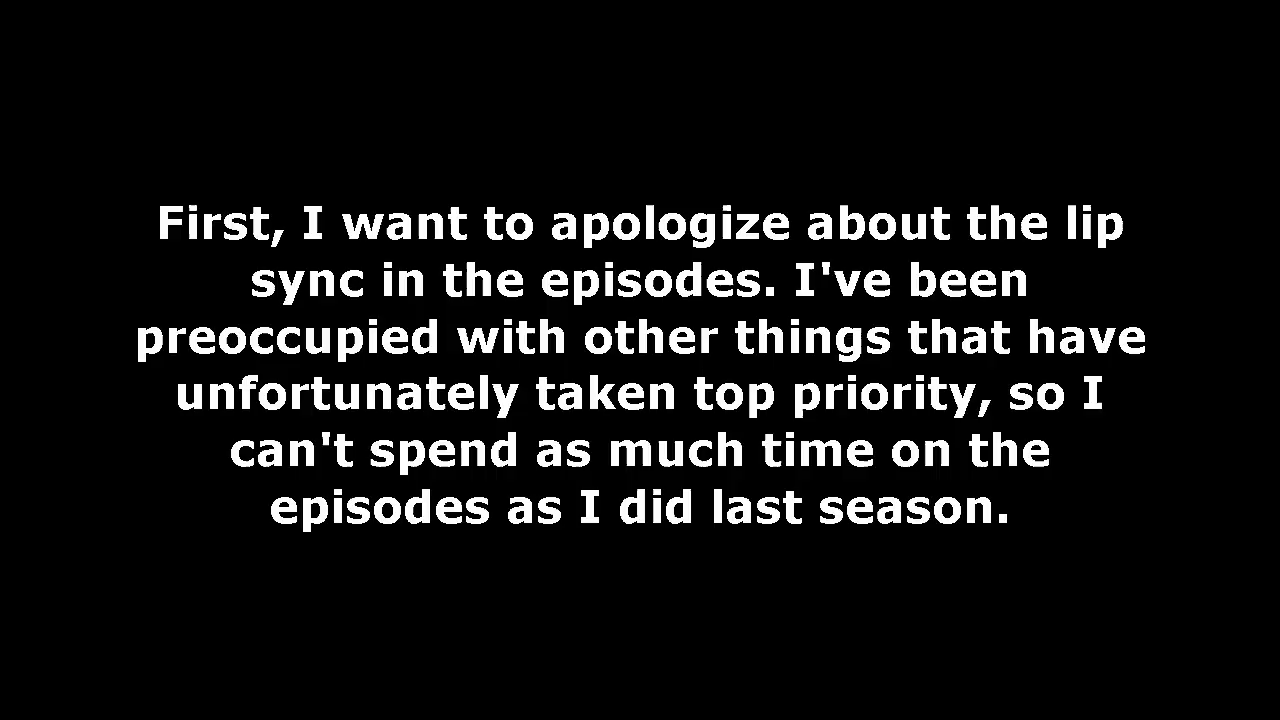 First, I want to apologize about the lip
sync in the episodes. I've been
preoccupied with other things that have
unfortunately taken top priority, so I
can't spend as much time on the
episodes as I did last season.